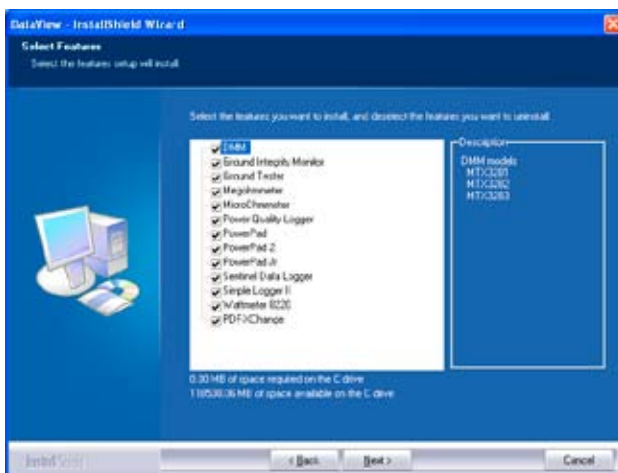 DataView - InstallShield Wizard
Select Features
Select the features setup will install
Select the features you want to install, and deselect the features you want to uninstall
DMM
Ground Integrity Monitor
Ground Tester
Megohmmeter
MicroOhmmeter
Power Quality Logger
PowerPad
PowerPad 2
PowerPad Jr
Sentinel Data Logger
Simple Logger II
Wattmeter 8220
PDF-XChange
Description
DMM models
MTX3281
MTX3282
MTX3283
0.30 MB of space required on the C drive
118538.36 MB of space available on the C drive
InstallShield
< Back
Next >
Cancel